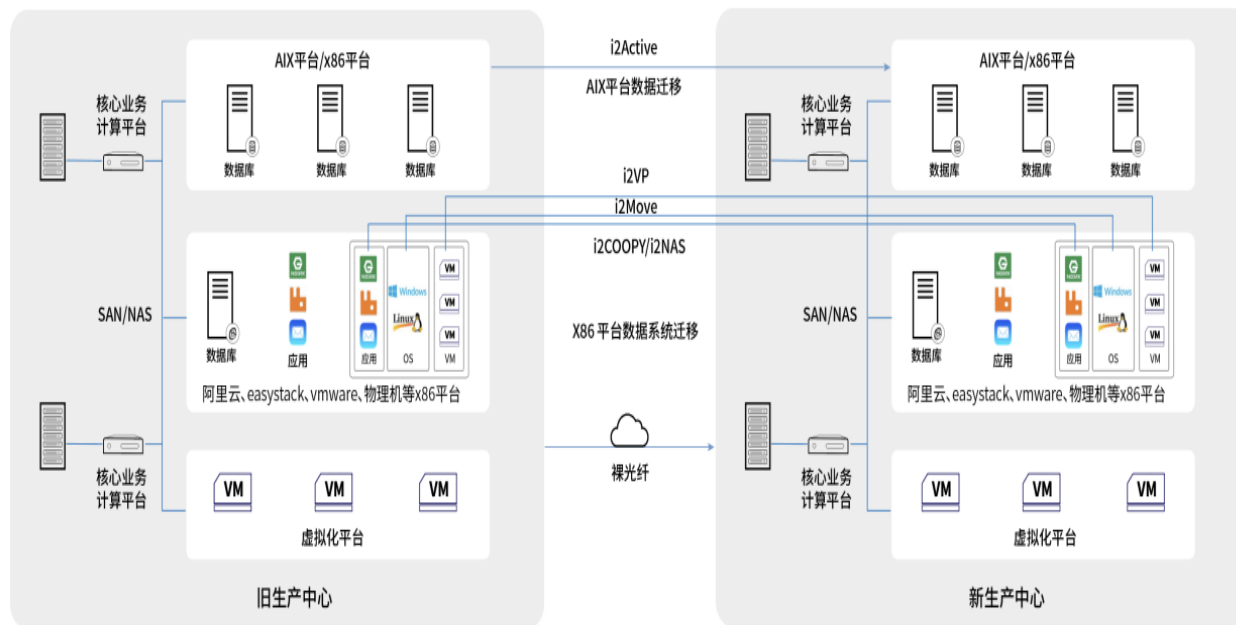 AIX平台/x86平台
核心业务
计算平台
数据库
数据库
数据库
SAN/NAS
数据库
应用
应用
Windows
Linux
OS
VM
VM
VM
VM
阿里云、easystack、vmware、物理机等x86平台
核心业务
计算平台
VM
VM
VM
虚拟化平台
旧生产中心
i2Active
AIX平台数据迁移
i2VP
i2Move
i2COOPY/i2NAS
X86 平台数据系统迁移
裸光纤
AIX平台/x86平台
核心业务
计算平台
数据库
数据库
数据库
SAN/NAS
数据库
应用
应用
Windows
Linux
OS
VM
VM
VM
VM
阿里云、easystack、vmware、物理机等x86平台
核心业务
计算平台
VM
VM
VM
虚拟化平台
新生产中心